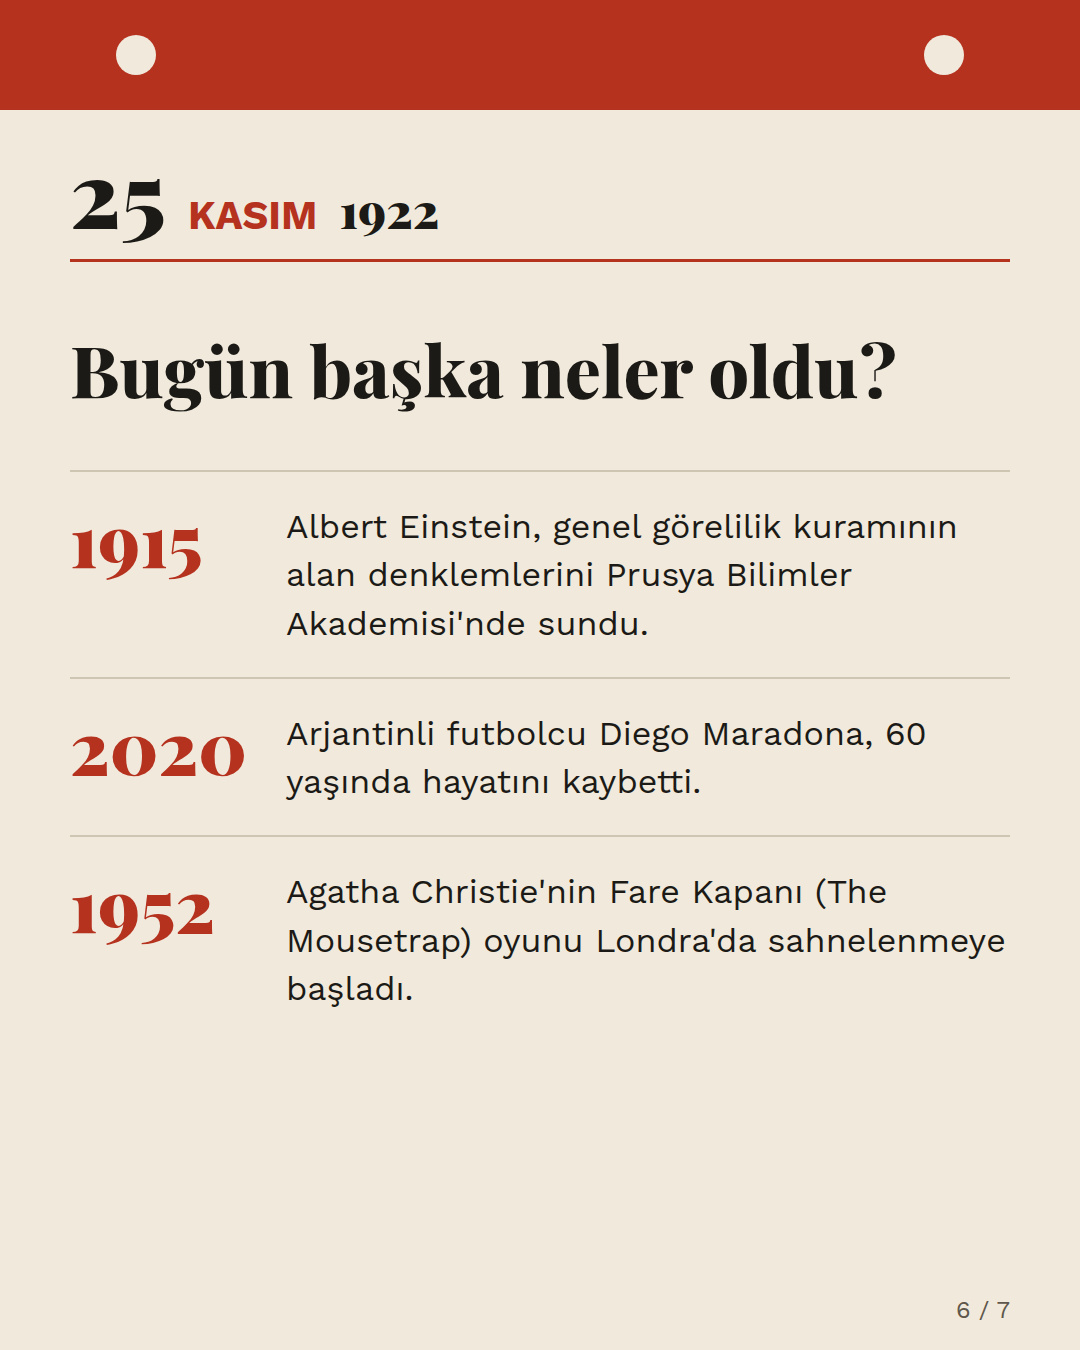 25 KASIM 1922
Bugün başka neler oldu?
1915
Albert Einstein, genel görelilik kuramının
alan denklemlerini Prusya Bilimler
Akademisi'nde sundu.
2020
Arjantinli futbolcu Diego Maradona, 60
yaşında hayatını kaybetti.
1952
Agatha Christie'nin Fare Kapanı (The
Mousetrap) oyunu Londra'da sahnelenmeye
başladı.
6 / 7